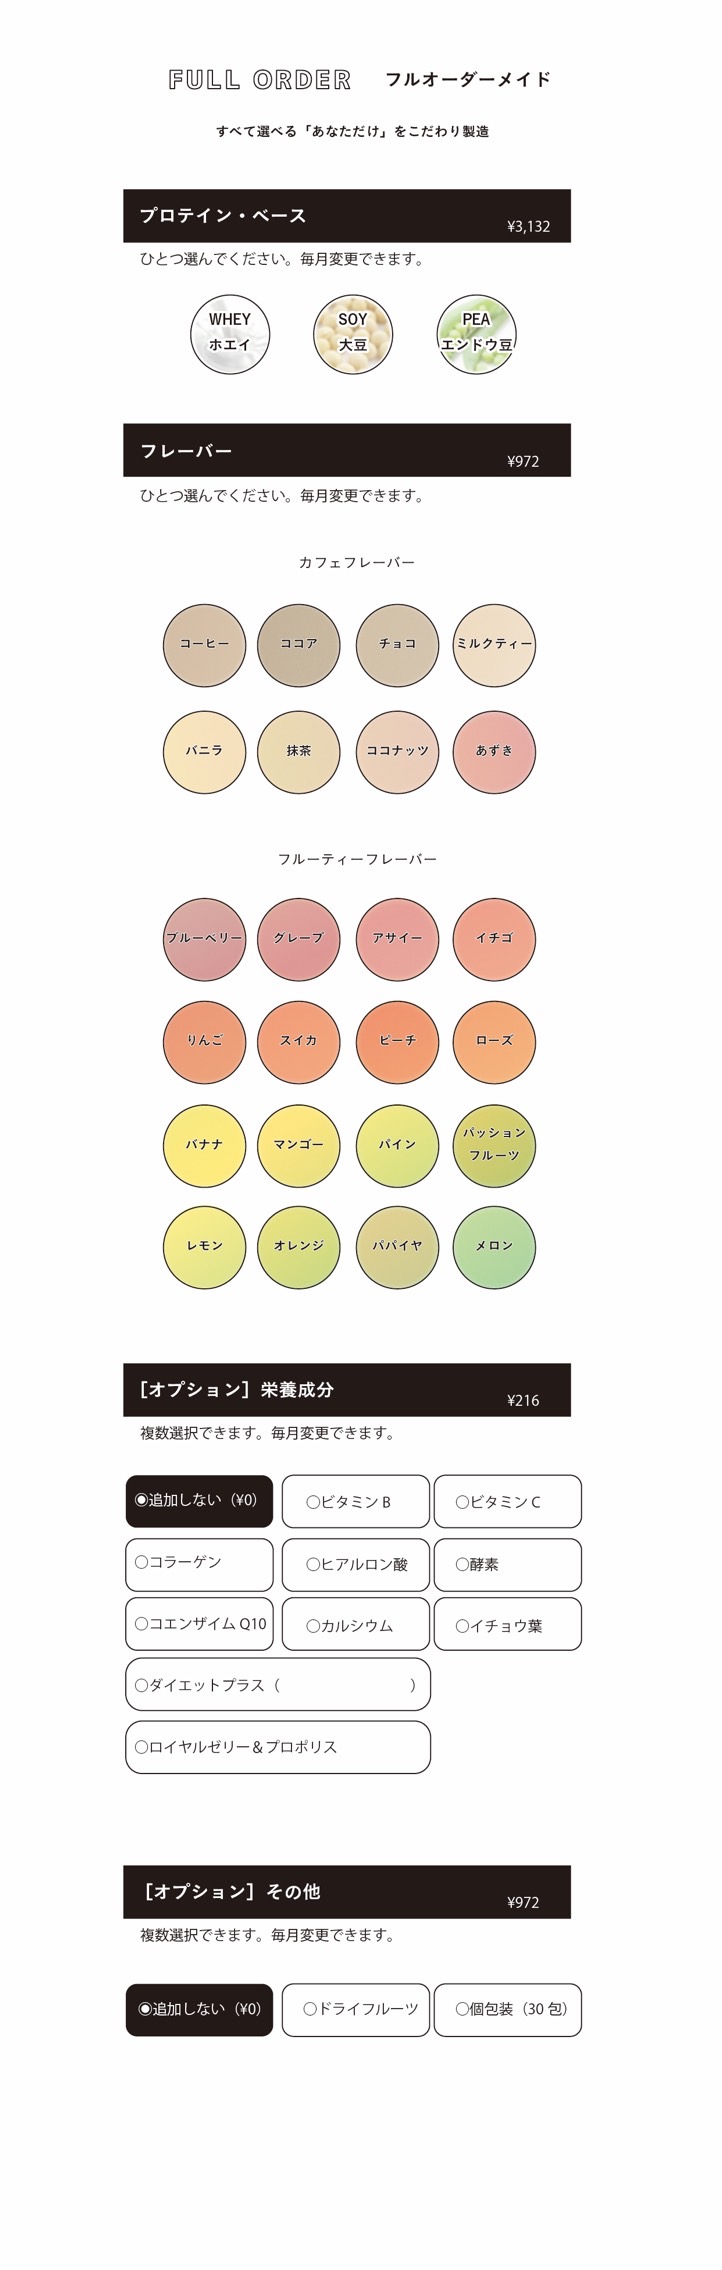 FULL ORDER フルオーダーメイド
すべて選べる「あなただけ」をこだわり製造
プロテイン・ベース ¥3,132
ひとつ選んでください。毎月変更できます。
WHEY SOY PEA
ホエイ 大豆 エンドウ豆
フレーバー ¥972
ひとつ選んでください。毎月変更できます。
カフェフレーバー
コーヒー ココア チョコ ミルクティー
バニラ 抹茶 ココナッツ あずき
フルーティーフレーバー
ブルーベリー グレープ アサイー イチゴ
りんご スイカ ピーチ ローズ
バナナ マンゴー パイン パッション
フルーツ
レモン オレンジ パパイヤ メロン
［オプション］栄養成分 ¥216
複数選択できます。毎月変更できます。
◉追加しない（¥0） ○ビタミン B ○ビタミン C
○コラーゲン ○ヒアルロン酸 ○酵素
○コエンザイム Q10 ○カルシウム ○イチョウ葉
○ダイエットプラス（ ）
○ロイヤルゼリー＆プロポリス
［オプション］その他 ¥972
複数選択できます。毎月変更できます。
◉追加しない（¥0） ○ドライフルーツ ○個包装（30 包）